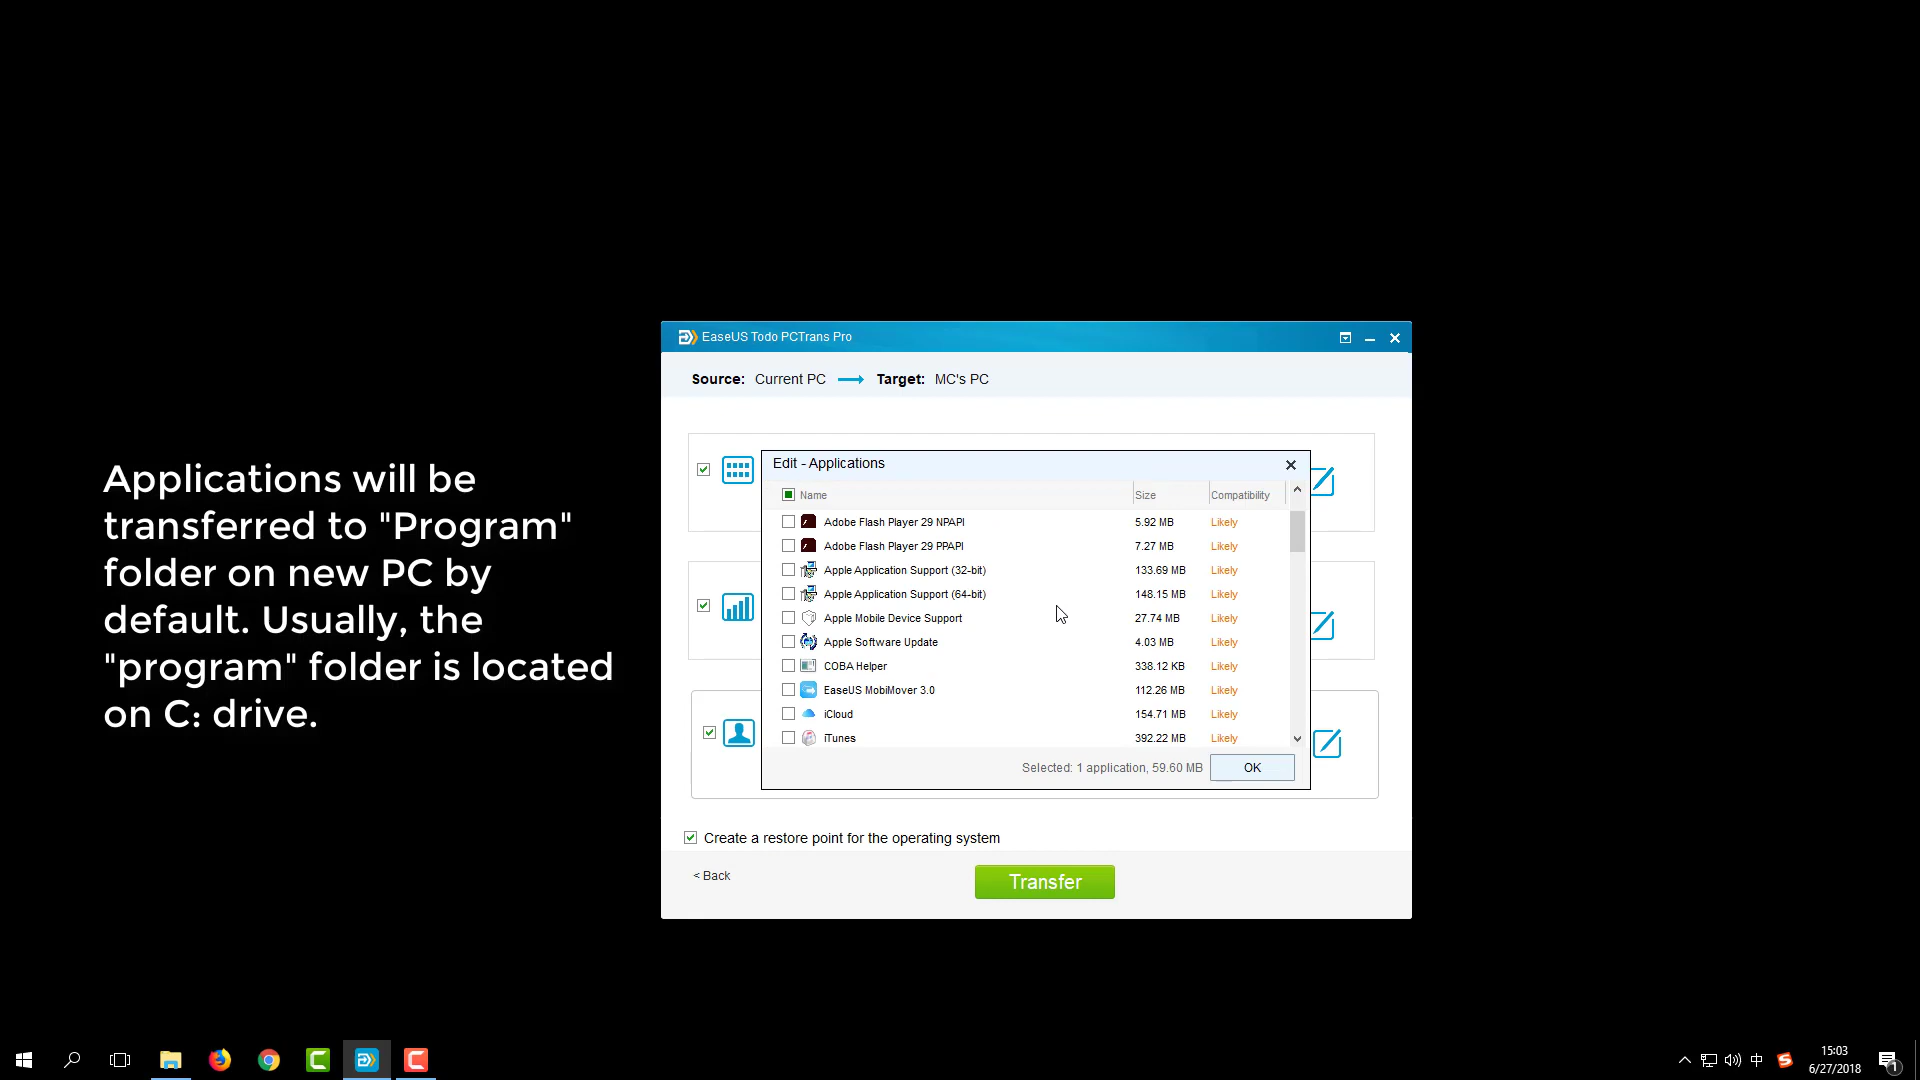 EaseUS Todo PCTrans Pro
Source: Current PC Target: MC's PC
Edit - Applications
Name Size Compatibility
Adobe Flash Player 29 NPAPI 5.92 MB Likely
Adobe Flash Player 29 PPAPI 7.27 MB Likely
Apple Application Support (32-bit) 133.69 MB Likely
Apple Application Support (64-bit) 148.15 MB Likely
Apple Mobile Device Support 27.74 MB Likely
Apple Software Update 4.03 MB Likely
COBA Helper 338.12 KB Likely
EaseUS MobiMover 3.0 112.26 MB Likely
iCloud 154.71 MB Likely
iTunes 392.22 MB Likely
Selected: 1 application, 59.60 MB OK
Create a restore point for the operating system
< Back Transfer
Applications will be
transferred to "Program"
folder on new PC by
default. Usually, the
"program" folder is located
on C: drive.
中
15:03
6/27/2018
1